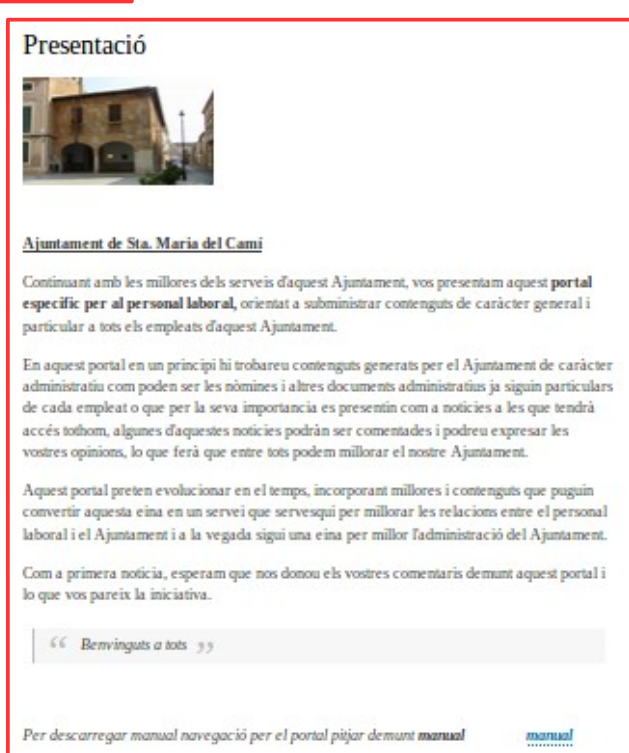 Presentació
Ajuntament de Sta. Maria del Camí
Continuant amb les millores dels serveis d'aquest Ajuntament, vos presentam aquest portal
específic per al personal laboral, orientat a subministrar contenguts de caràcter general i
particular a tots els empleats d'aquest Ajuntament.
En aquest portal en un principi hi trobareu contenguts generats per el Ajuntament de caràcter
administratiu com poden ser les nòmines i altres documents administratius ja siguin particulars
de cada empleat o que per la seva importancia es presentin com a noticies a les que tendrà
accés tothom, algunes d'aquestes noticies podràn ser comentades i podreu expresar les
vostres opinions, lo que ferà que entre tots podem millorar el nostre Ajuntament.
Aquest portal preten evolucionar en el temps, incorporant millores i contenguts que puguin
convertir aquesta eina en un servei que servesqui per millorar les relacions entre el personal
laboral i el Ajuntament i a la vegada sigui una eina per millor l'administració del Ajuntament.
Com a primera noticia, esperam que nos donou els vostres comentaris demunt aquest portal i
lo que vos pareix la iniciativa.
“ Benvinguts a tots ”
Per descarregar manual navegació per el portal pitjar demunt manual manual